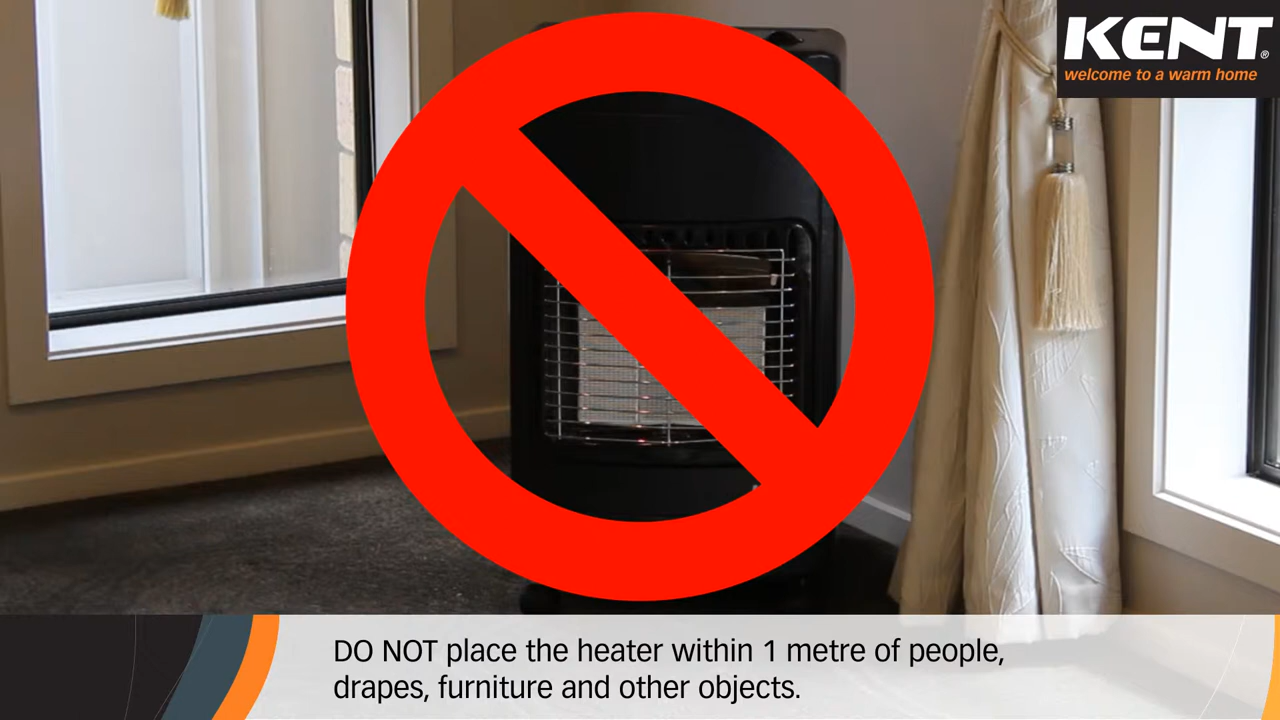 KENT®
welcome to a warm home
DO NOT place the heater within 1 metre of people,
drapes, furniture and other objects.